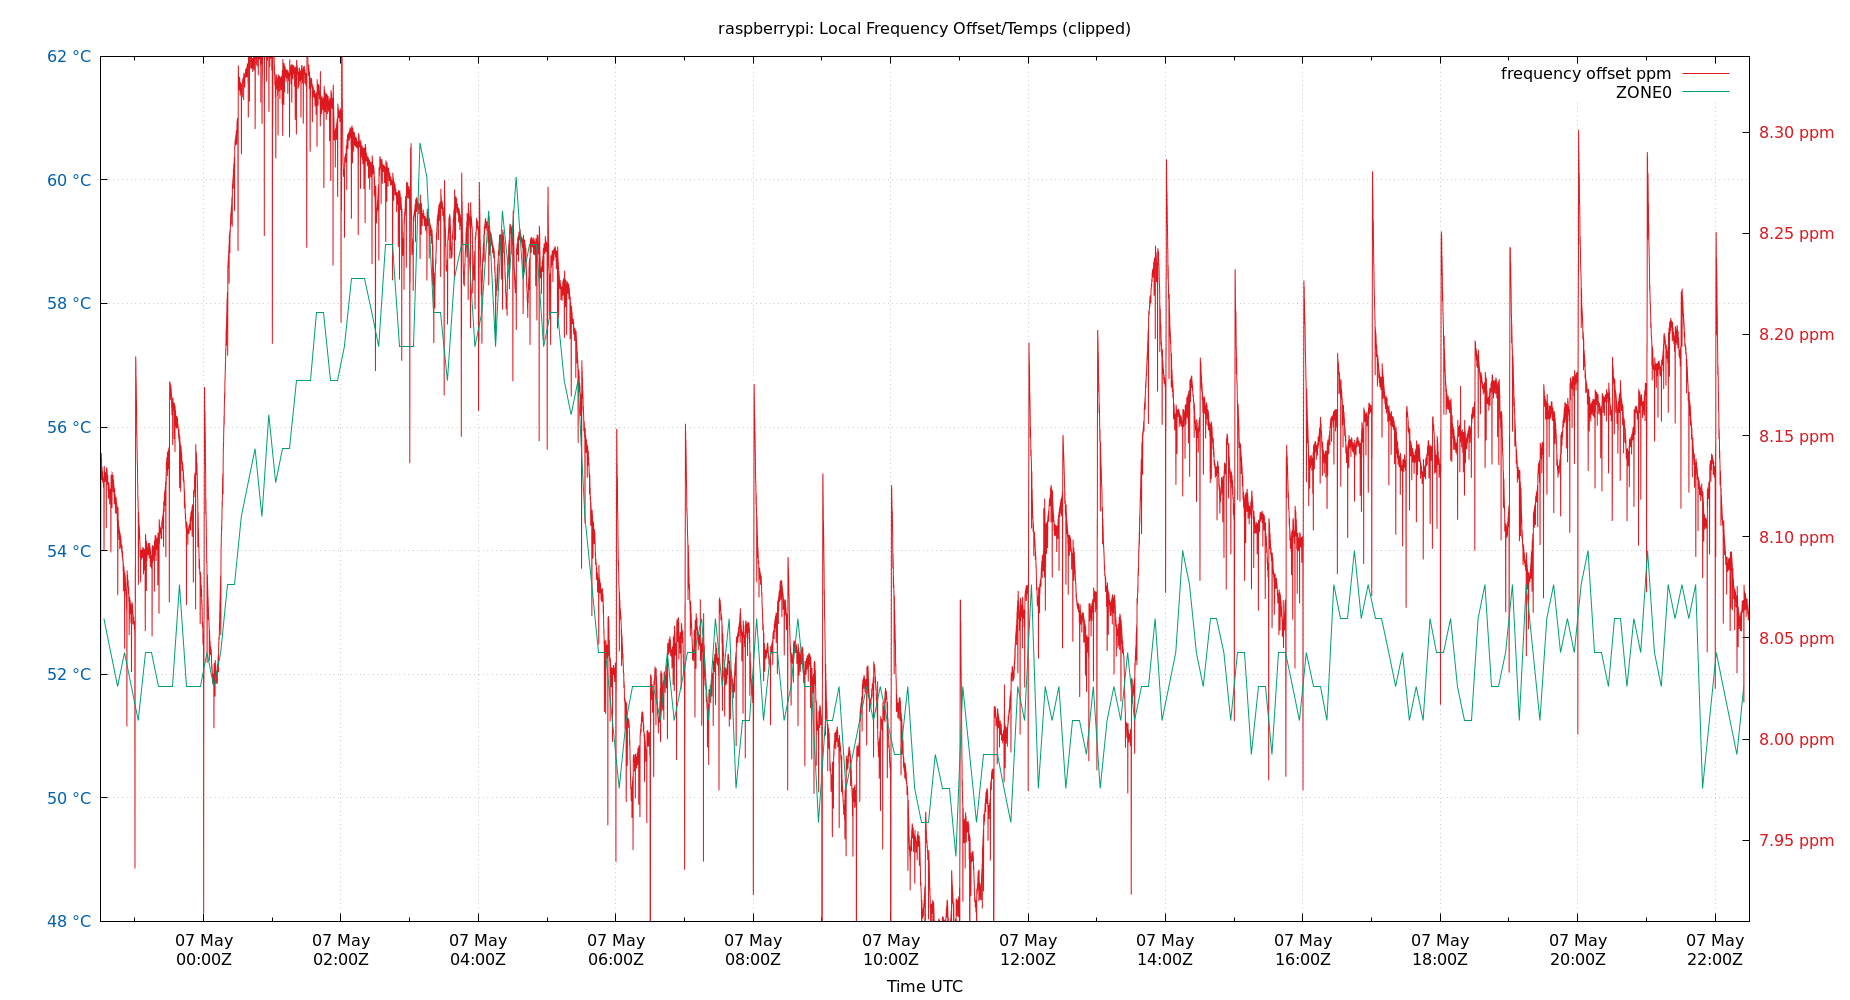 raspberrypi: Local Frequency Offset/Temps (clipped)
62 °C
60 °C
58 °C
56 °C
54 °C
52 °C
50 °C
48 °C
frequency offset ppm
ZONE0
8.30 ppm
8.25 ppm
8.20 ppm
8.15 ppm
8.10 ppm
8.05 ppm
8.00 ppm
7.95 ppm
07 May 07 May 07 May 07 May 07 May 07 May 07 May 07 May 07 May 07 May 07 May 07 May
00:00Z 02:00Z 04:00Z 06:00Z 08:00Z 10:00Z 12:00Z 14:00Z 16:00Z 18:00Z 20:00Z 22:00Z
Time UTC